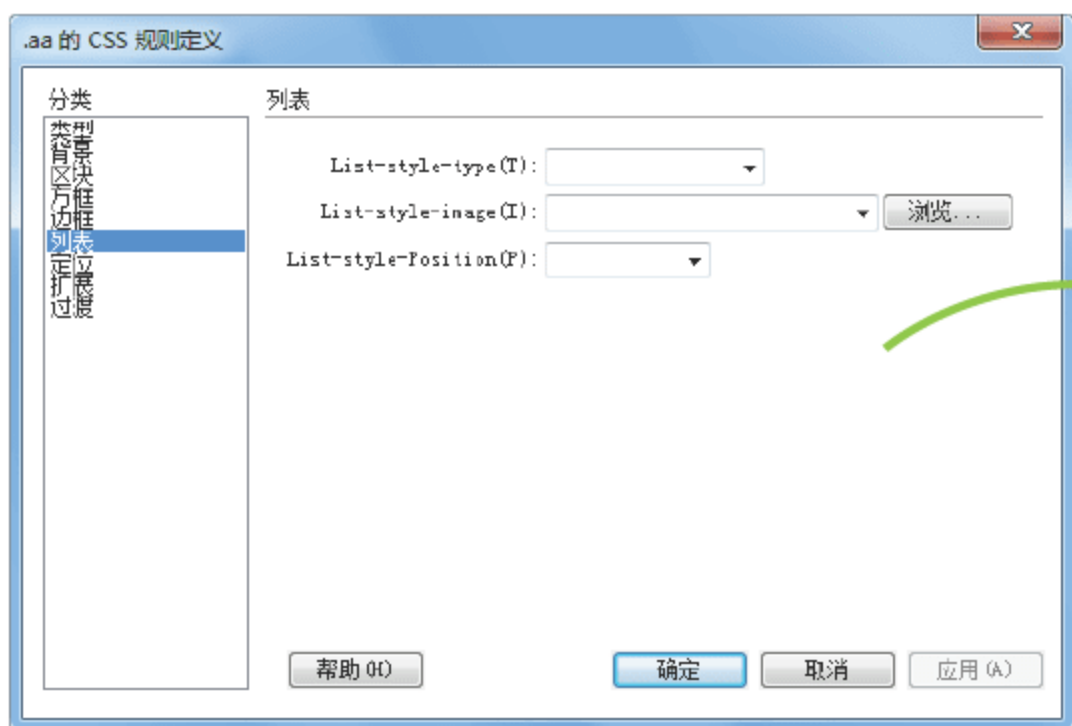 .aa 的 CSS 规则定义
分类
类型
背景
区块
方框
边框
列表
定位
扩展
过度
列表
List-style-type(T):
List-style-image(I):
浏览...
List-style-Position(P):
帮助(H)
确定
取消
应用(A)